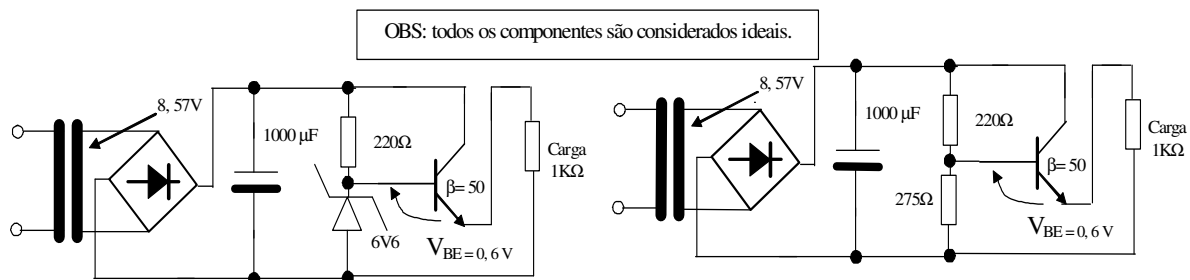 OBS: todos os componentes são considerados ideais.
8, 57V
1000 µF
220Ω
β= 50
6V6
V BE = 0, 6 V
Carga
1KΩ
8, 57V
1000 µF
220Ω
275Ω
β= 50
V BE = 0, 6 V
Carga
1KΩ